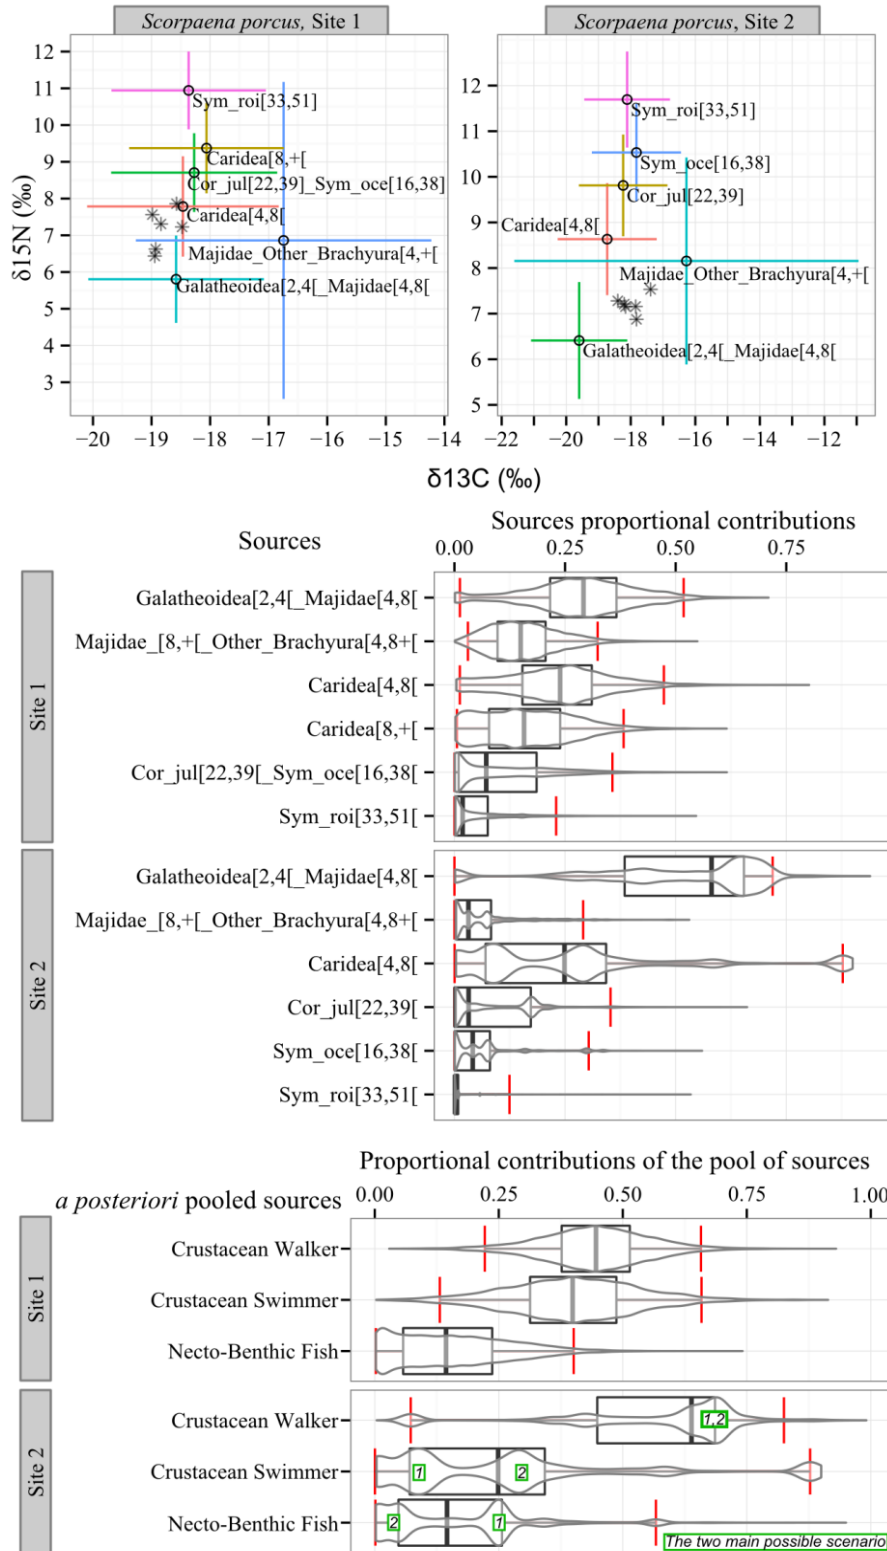 Scorpaena porcus, Site 1
Scorpaena porcus, Site 2
δ15N (‰)
12
11
10
9
8
7
6
5
4
3
Sym_roi[33,51]
Caridea[8,+[
Cor_jul[22,39]_Sym_oce[16,38]
Caridea[4,8[
Majidae_Other_Brachyura[4,+[
Galatheoidea[2,4[_Majidae[4,8[
−20 −19 −18 −17 −16 −15 −14
12
11
10
9
8
7
6
5
Sym_roi[33,51]
Sym_oce[16,38]
Cor_jul[22,39]
Caridea[4,8[
Majidae_Other_Brachyura[4,+[
Galatheoidea[2,4[_Majidae[4,8[
−22 −20 −18 −16 −14 −12
δ13C (‰)
Sources proportional contributions
Sources
0.00 0.25 0.50 0.75
Site 1
Galatheoidea[2,4[_Majidae[4,8[
Majidae_[8,+[_Other_Brachyura[4,8+[
Caridea[4,8[
Caridea[8,+[
Cor_jul[22,39[_Sym_oce[16,38[
Sym_roi[33,51[
Site 2
Galatheoidea[2,4[_Majidae[4,8[
Majidae_[8,+[_Other_Brachyura[4,8+[
Caridea[4,8[
Cor_jul[22,39[
Sym_oce[16,38[
Sym_roi[33,51[
Proportional contributions of the pool of sources
a posteriori pooled sources
0.00 0.25 0.50 0.75 1.00
Site 1
Crustacean Walker
Crustacean Swimmer
Necto-Benthic Fish
Site 2
Crustacean Walker
1,2
Crustacean Swimmer
1 2
Necto-Benthic Fish
2 1
The two main possible scenario